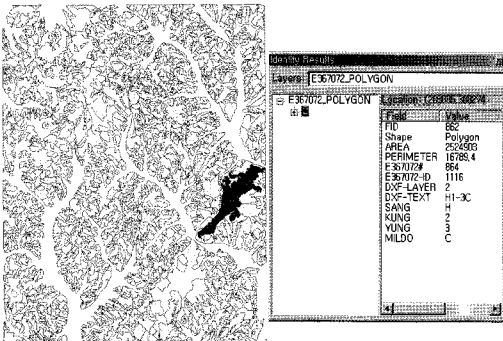 Identify Results
Layers: E367072_POLYGON
E367072_POLYGON
Field Value
FID 862
Shape Polygon
AREA 2524903
PERIMETER 16789.4
E367072# 864
E367072-ID 1116
DXF-LAYER 2
DXF-TEXT H1-3C
SANG H
KUNG 2
YUNG 3
MILDO C